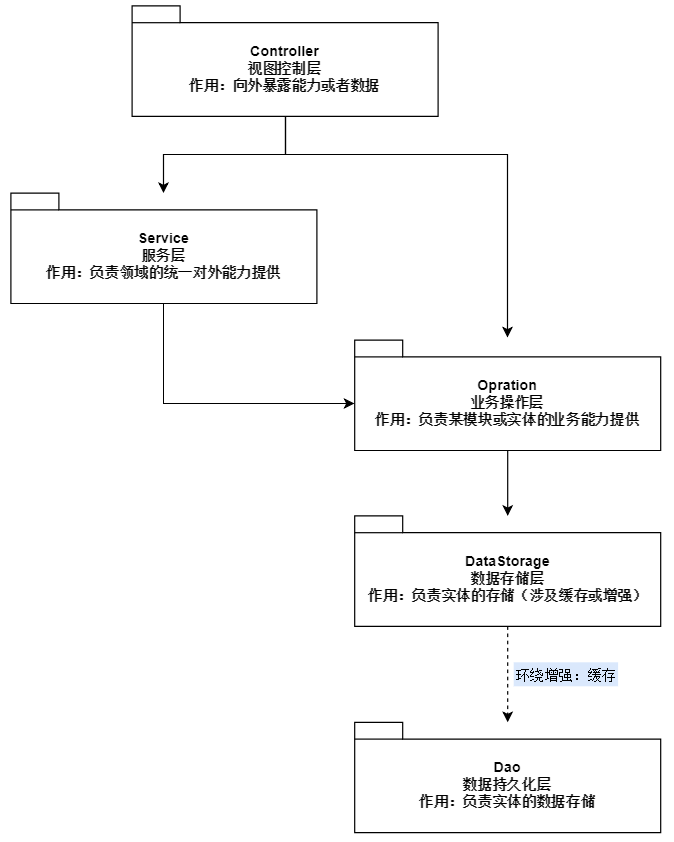 Controller
视图控制层
作用：向外暴露能力或者数据
Service
服务层
作用：负责领域的统一对外能力提供
Opration
业务操作层
作用：负责某模块或实体的业务能力提供
DataStorage
数据存储层
作用：负责实体的存储（涉及缓存或增强）
环绕增强：缓存
Dao
数据持久化层
作用：负责实体的数据存储